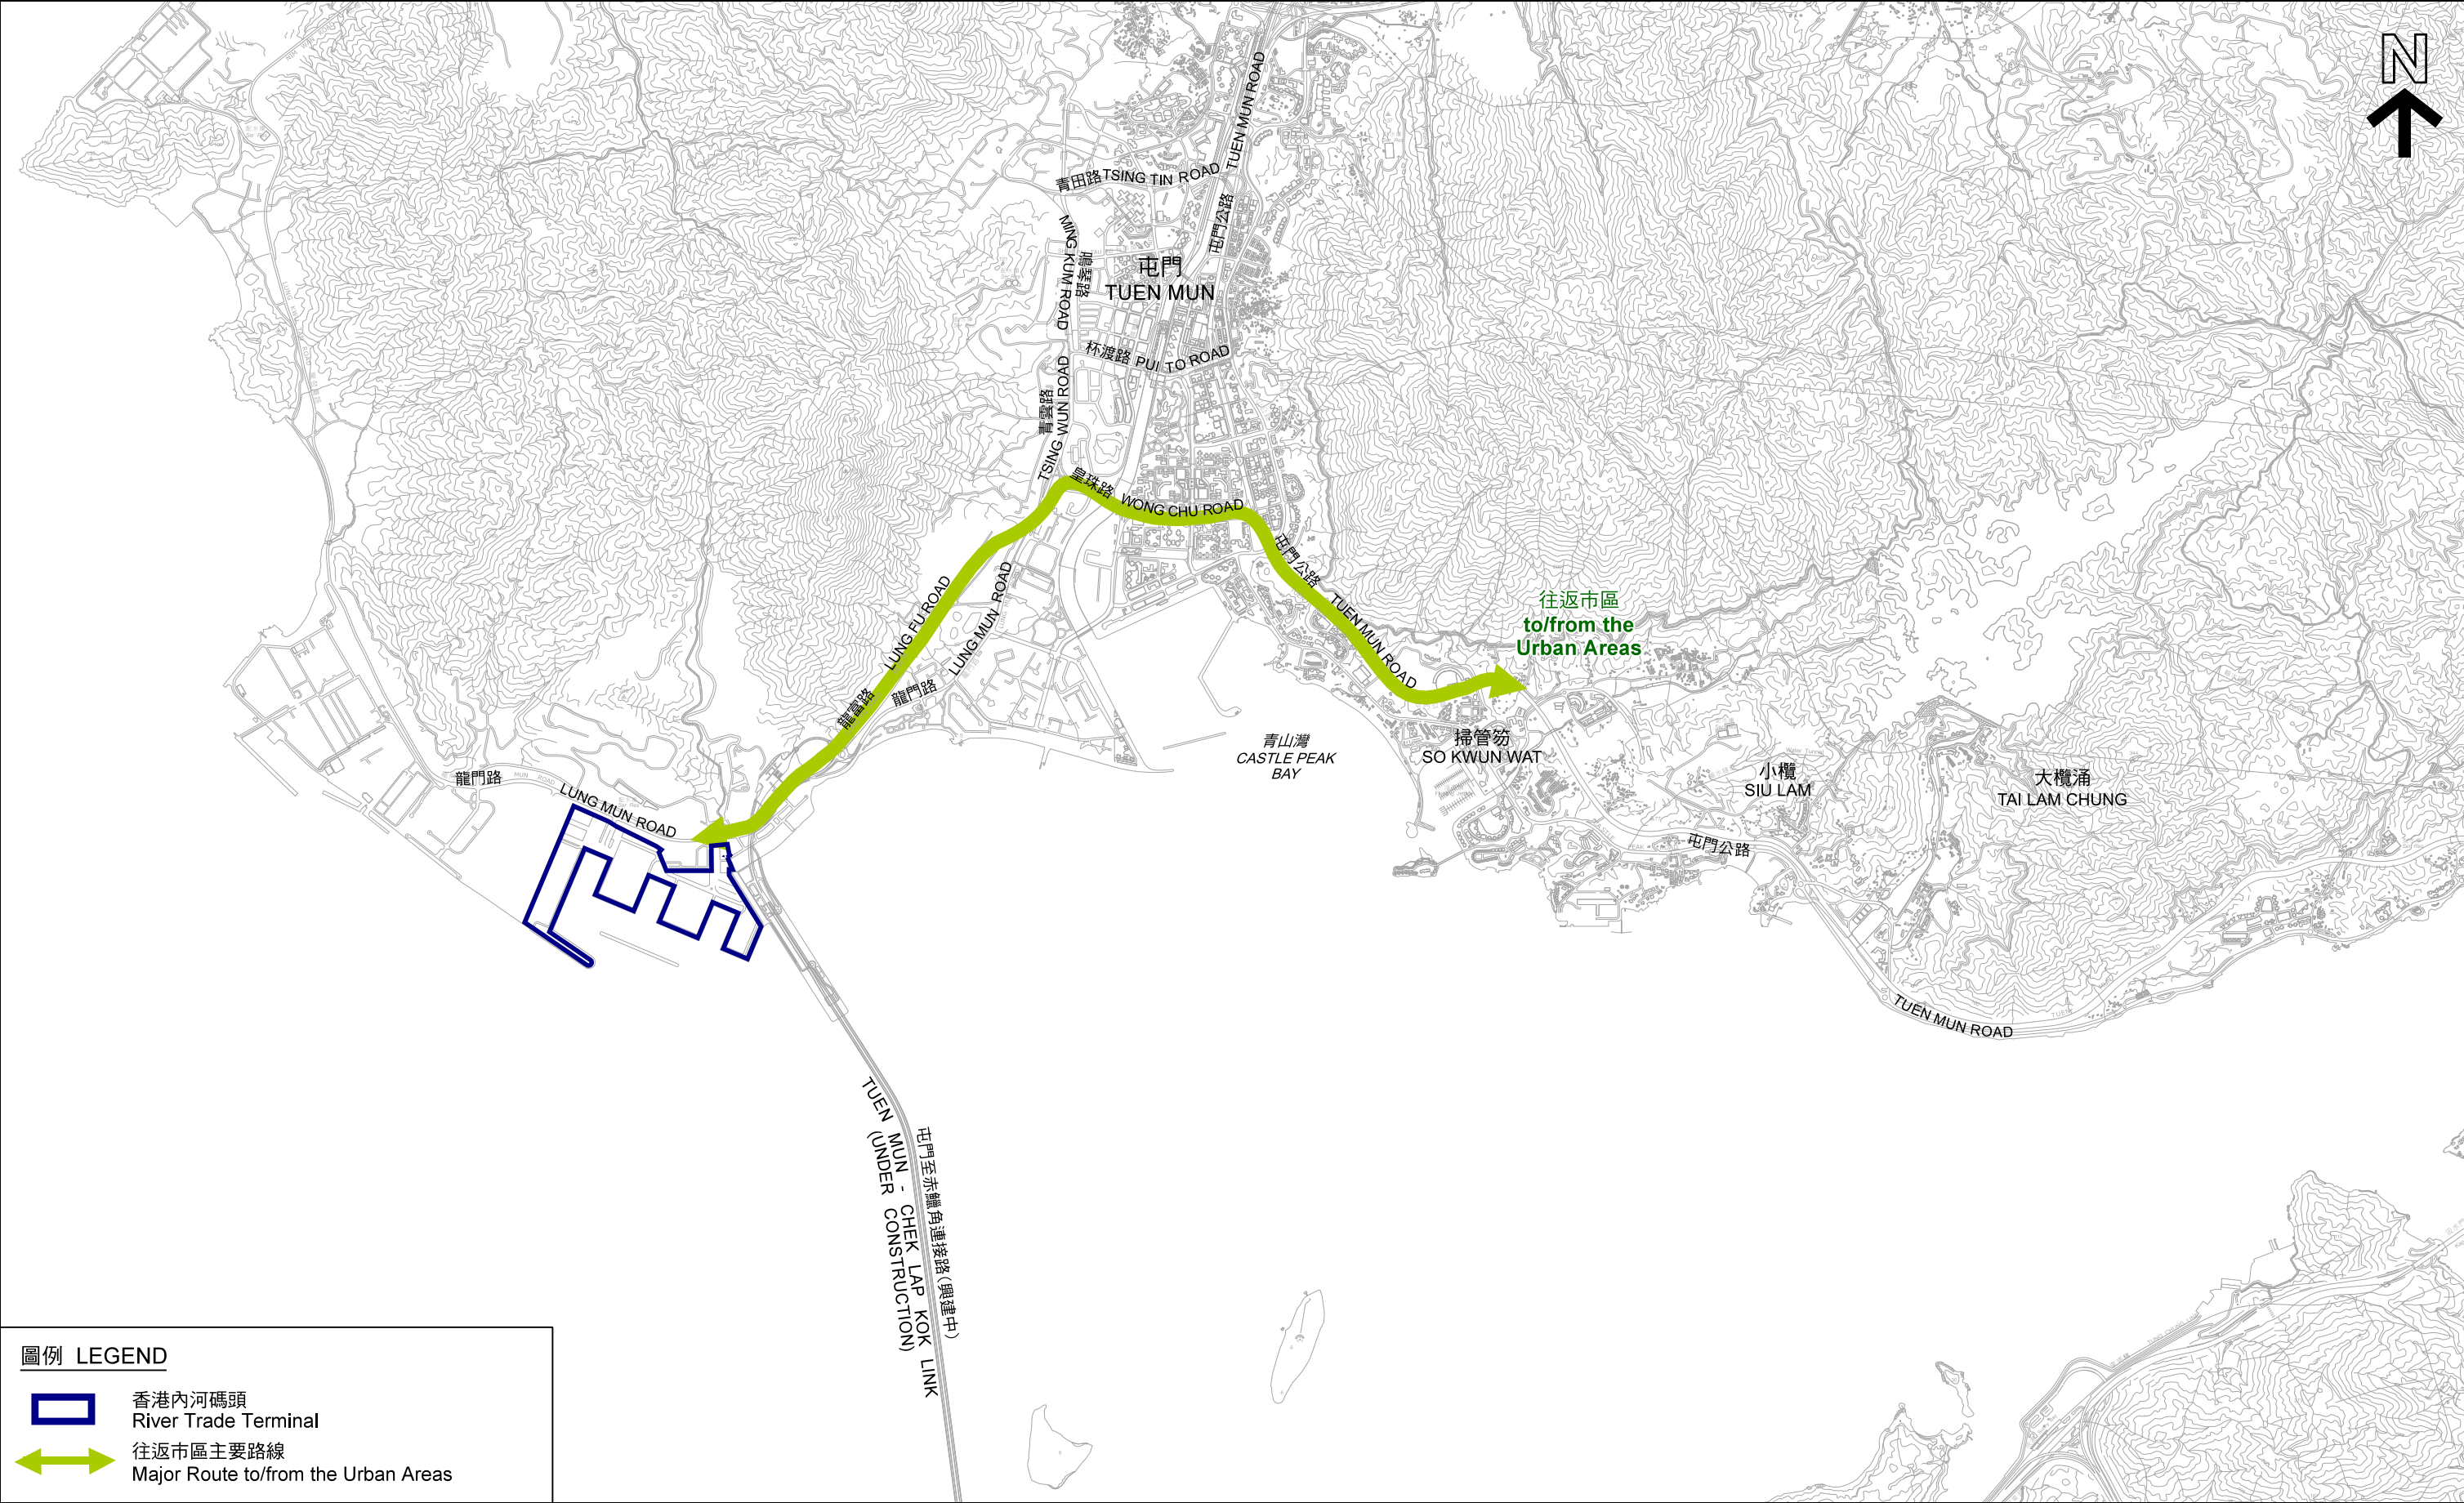 N
TUEN MUN ROAD
屯門公路
青田路 TSING TIN ROAD
MING KUM ROAD
鳴琴路
屯門
TUEN MUN
杯渡路 PUI TO ROAD
青雲路
TSING WUN ROAD
皇珠路 WONG CHU ROAD
屯門公路
TUEN MUN ROAD
往返市區
to/from the
Urban Areas
LUNG FU ROAD
龍富路
LUNG MUN ROAD
龍門路
龍門路
LUNG MUN ROAD
青山灣
CASTLE PEAK
BAY
掃管笏
SO KWUN WAT
小欖
SIU LAM
大欖涌
TAI LAM CHUNG
屯門公路
TUEN MUN ROAD
屯門至赤鱲角連接路(興建中)
TUEN MUN - CHEK LAP KOK LINK
(UNDER CONSTRUCTION)
圖例 LEGEND
香港內河碼頭
River Trade Terminal
往返市區主要路線
Major Route to/from the Urban Areas